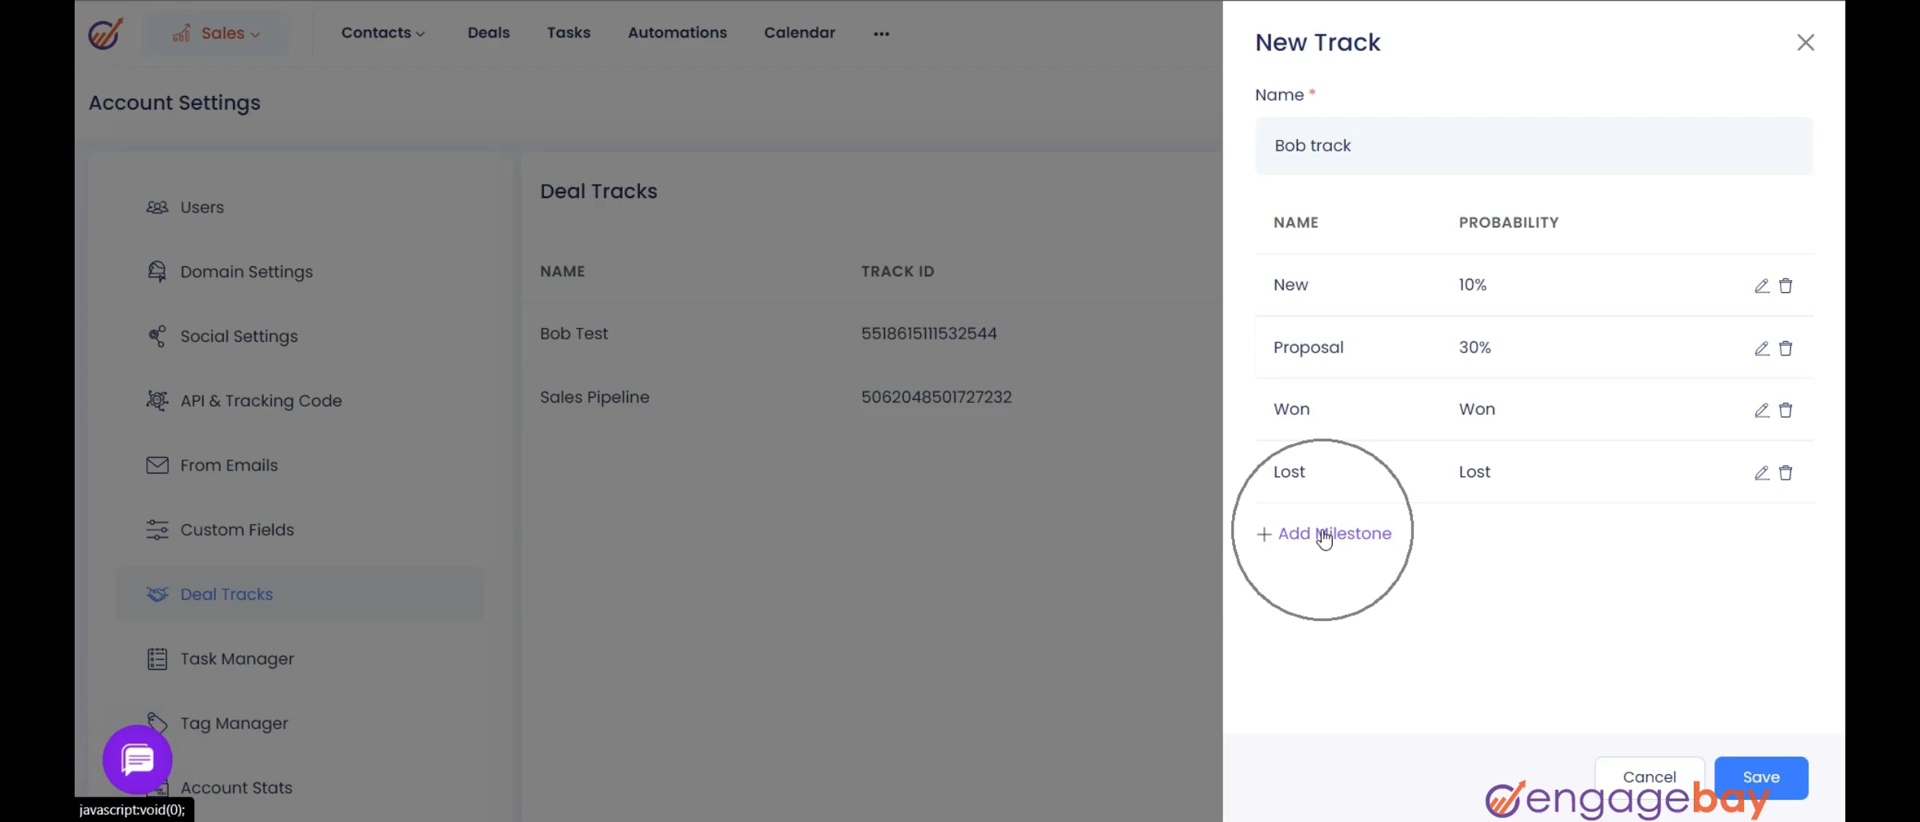 Sales
Contacts
Deals
Tasks
Automations
Calendar
Account Settings
Users
Domain Settings
Social Settings
API & Tracking Code
From Emails
Custom Fields
Deal Tracks
Task Manager
Tag Manager
Account Stats
javascript:void(0);
Deal Tracks
NAME TRACK ID
Bob Test 5518615111532544
Sales Pipeline 5062048501727232
New Track
Name *
Bob track
NAME PROBABILITY
New 10%
Proposal 30%
Won Won
Lost Lost
+ Add Milestone
Cancel Save
engagebay